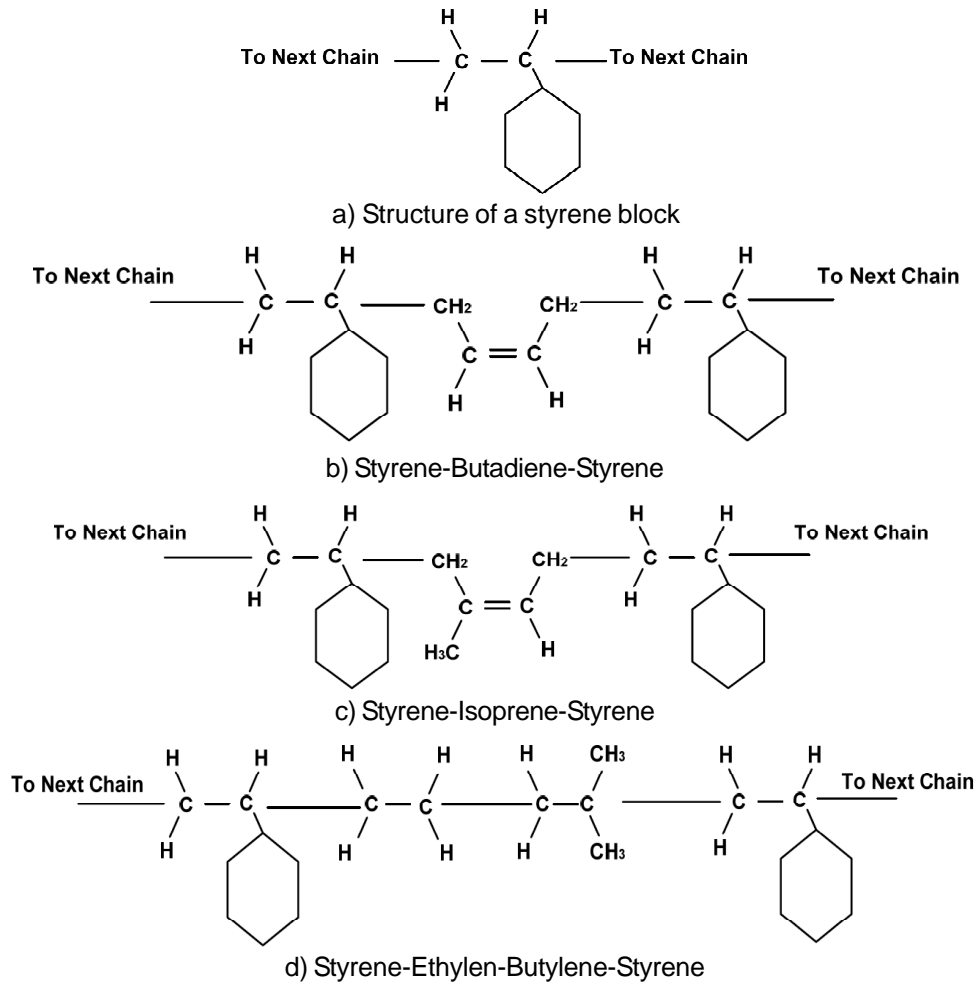 H H
To Next Chain C C To Next Chain
H
a) Structure of a styrene block
H H H H
To Next Chain To Next Chain
C C CH₂ CH₂ C C
H C C H
H H
b) Styrene-Butadiene-Styrene
H H H H
To Next Chain To Next Chain
C C CH₂ CH₂ C C
H C C H
H₃C H
c) Styrene-Isoprene-Styrene
H H H H H CH₃ H H
To Next Chain To Next Chain
C C C C C C C C
H H H H CH₃ H
d) Styrene-Ethylen-Butylene-Styrene